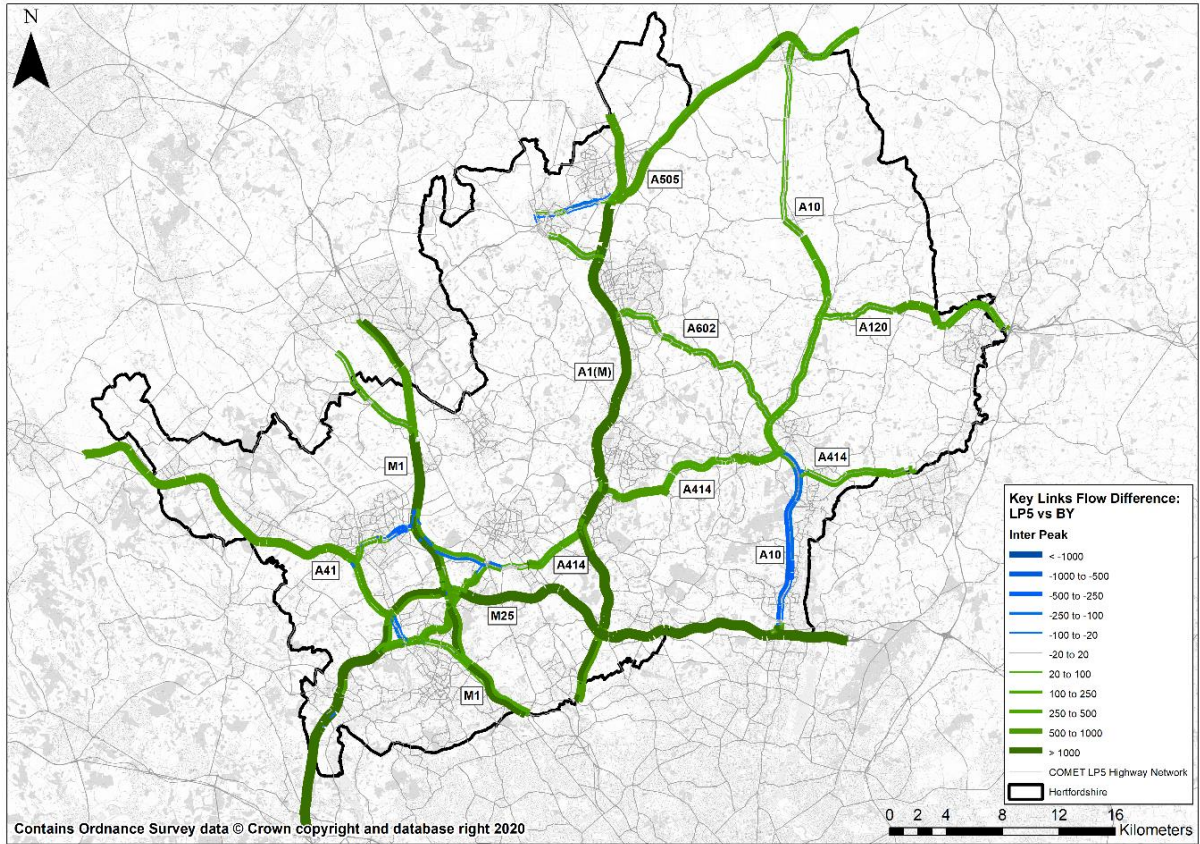 N
A505
A10
A602
A120
A1(M)
M1
A414
A414
A10
A41
A414
M25
M1
Key Links Flow Difference:
LP5 vs BY
Inter Peak
< -1000
-1000 to -500
-500 to -250
-250 to -100
-100 to -20
-20 to 20
20 to 100
100 to 250
250 to 500
500 to 1000
> 1000
COMET LP5 Highway Network
Hertfordshire
0 2 4 8 12 16
Kilometers
Contains Ordnance Survey data © Crown copyright and database right 2020